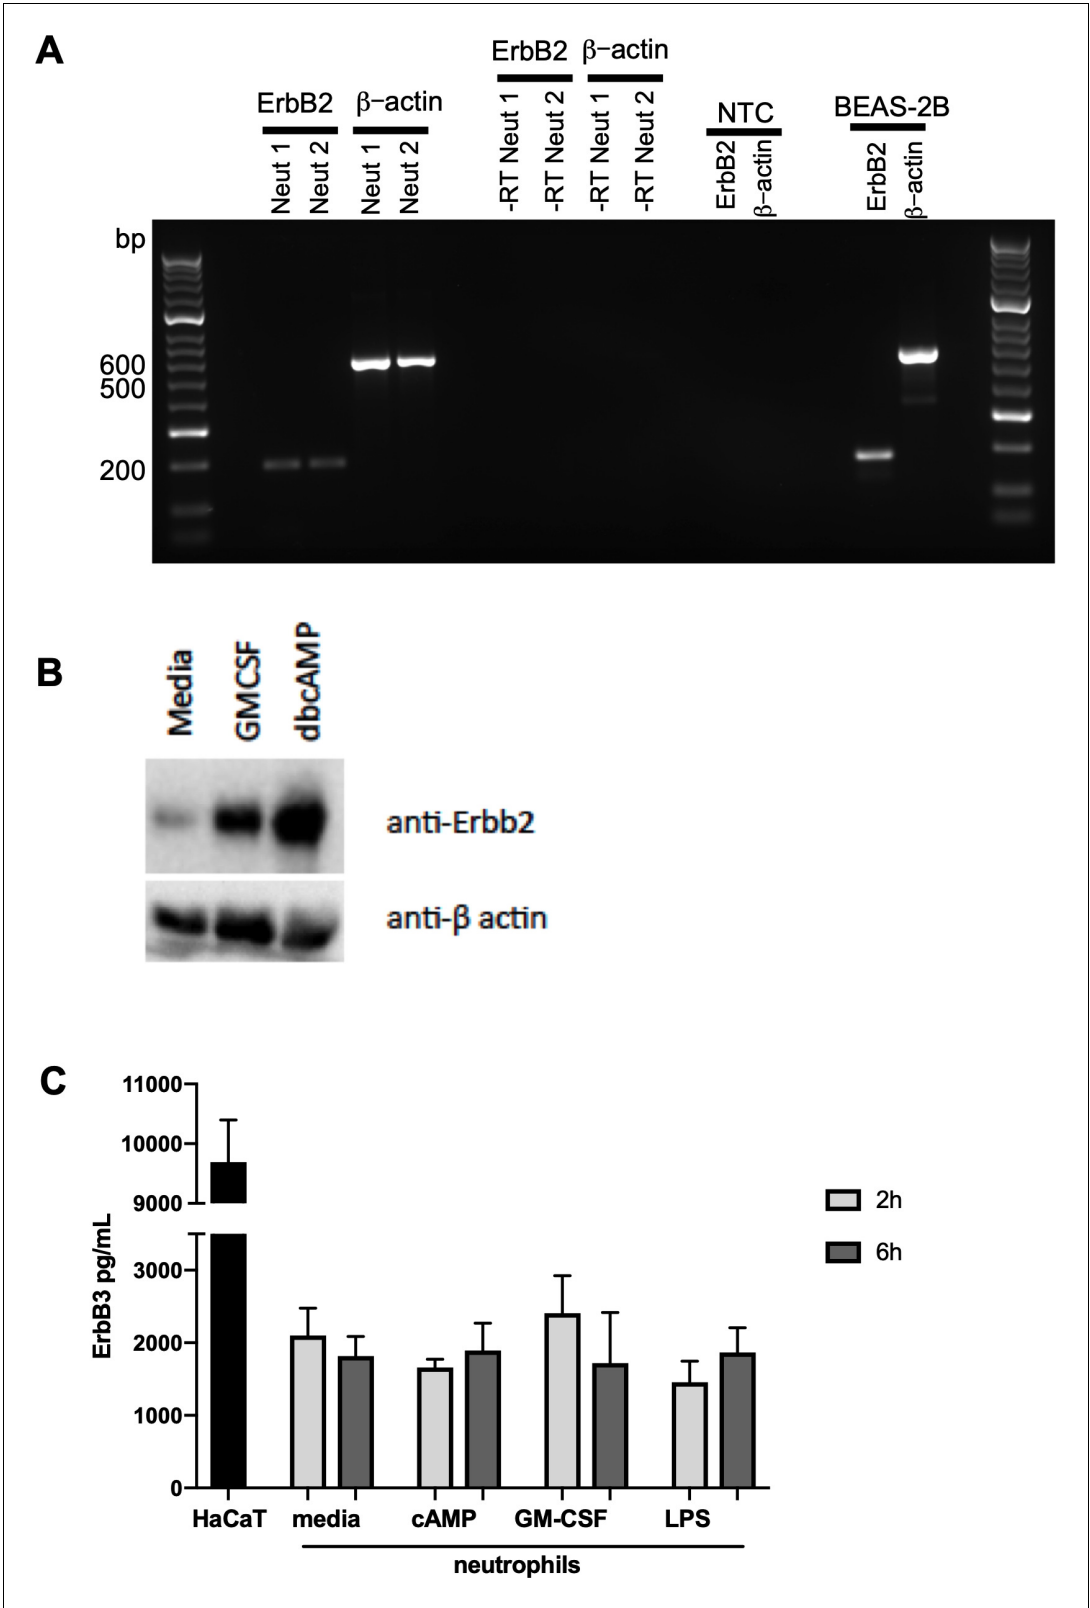 A
ErbB2 β-actin
ErbB2 β-actin NTC BEAS-2B
Neut 1 Neut 2 Neut 1 Neut 2 -RT Neut 1 -RT Neut 2 -RT Neut 1 -RT Neut 2 ErbB2 β-actin ErbB2 β-actin
bp
600
500
200
B
Media GMCSF dbcAMP
anti-Erbb2
anti-β actin
C
ErbB3 pg/mL
11000
10000
9000
3000
2000
1000
0
2h
6h
HaCaT media cAMP GM-CSF LPS
neutrophils